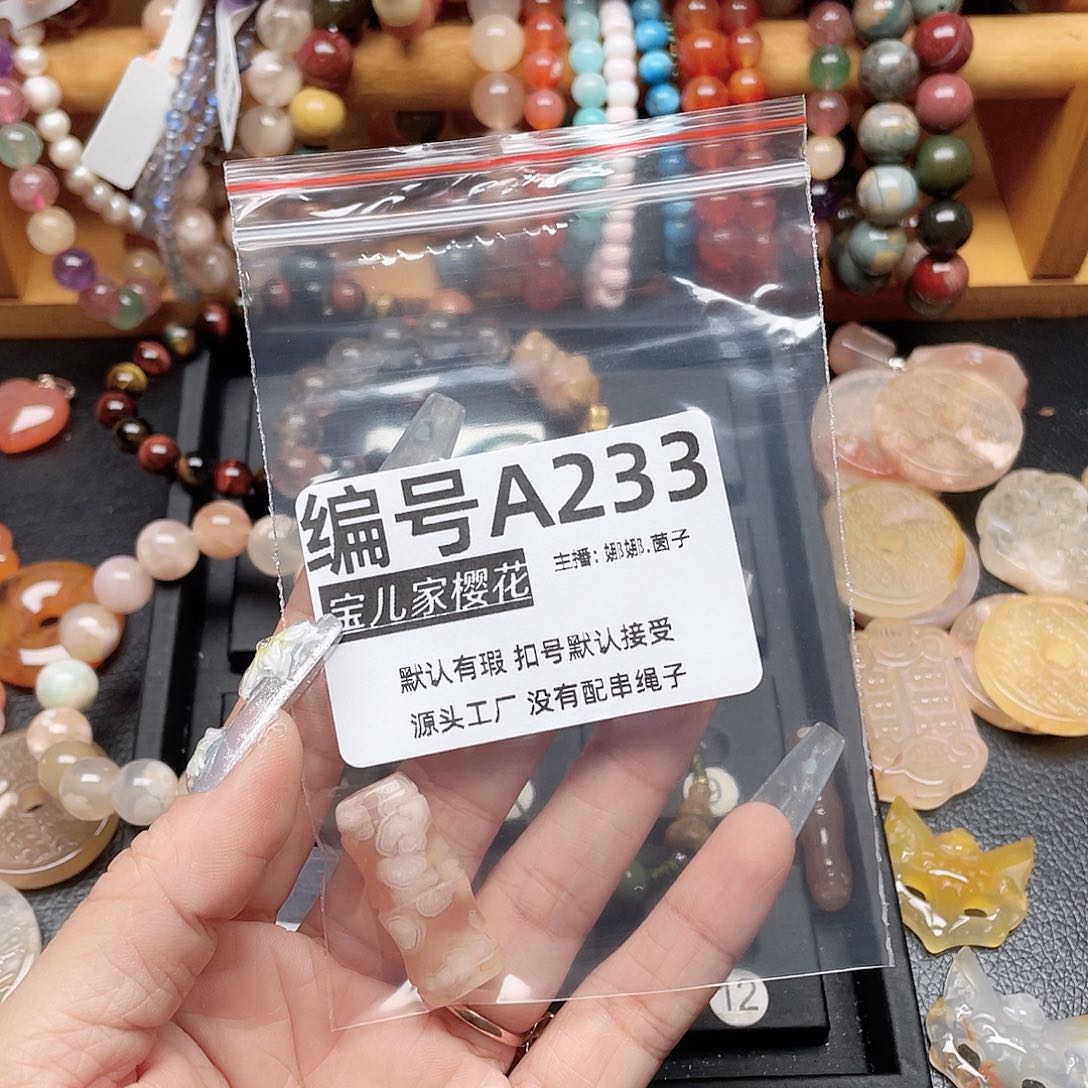 编号A233
宝儿家樱花
主播：娜娜.茵子
默认有瑕 扣号默认接受
源头工厂 没有配串绳子
12